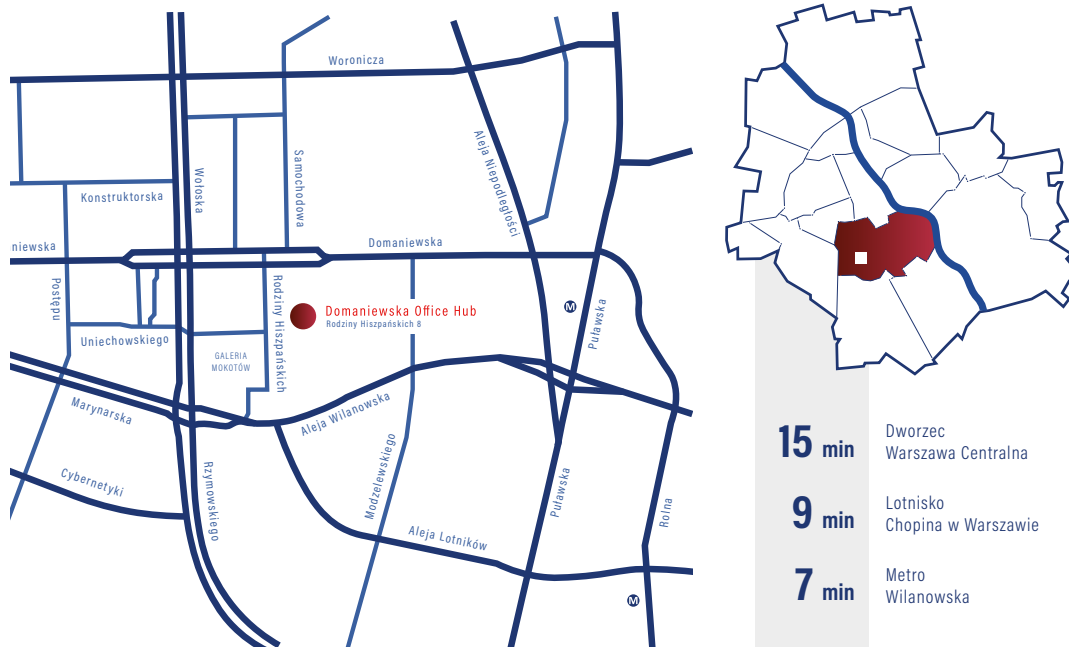 Woronicza
Aleja Niepodległości
Samochodowa
Wołoska
Konstruktorska
niewska
Domaniewska
Postępu
Rodziny Hiszpańskich
Domaniewska Office Hub
Rodziny Hiszpańskich 8
M
Puławska
Uniechowskiego
GALERIA
MOKOTÓW
Marynarska
Aleja Wilanowska
Modzelewskiego
Cybernetyki
Rzymowskiego
Puławska
Rolna
Aleja Lotników
M
15 min
Dworzec
Warszawa Centralna
9 min
Lotnisko
Chopina w Warszawie
7 min
Metro
Wilanowska